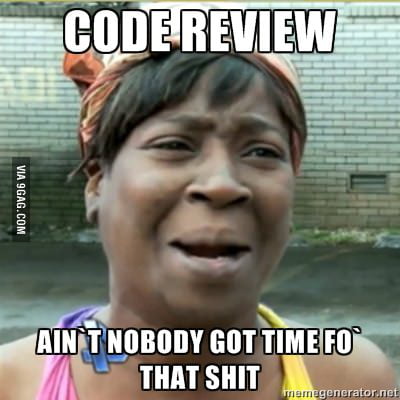 CODE REVIEW
VIA 9GAG.COM
AIN`T NOBODY GOT TIME FO`
THAT SHIT
memegenerator.net